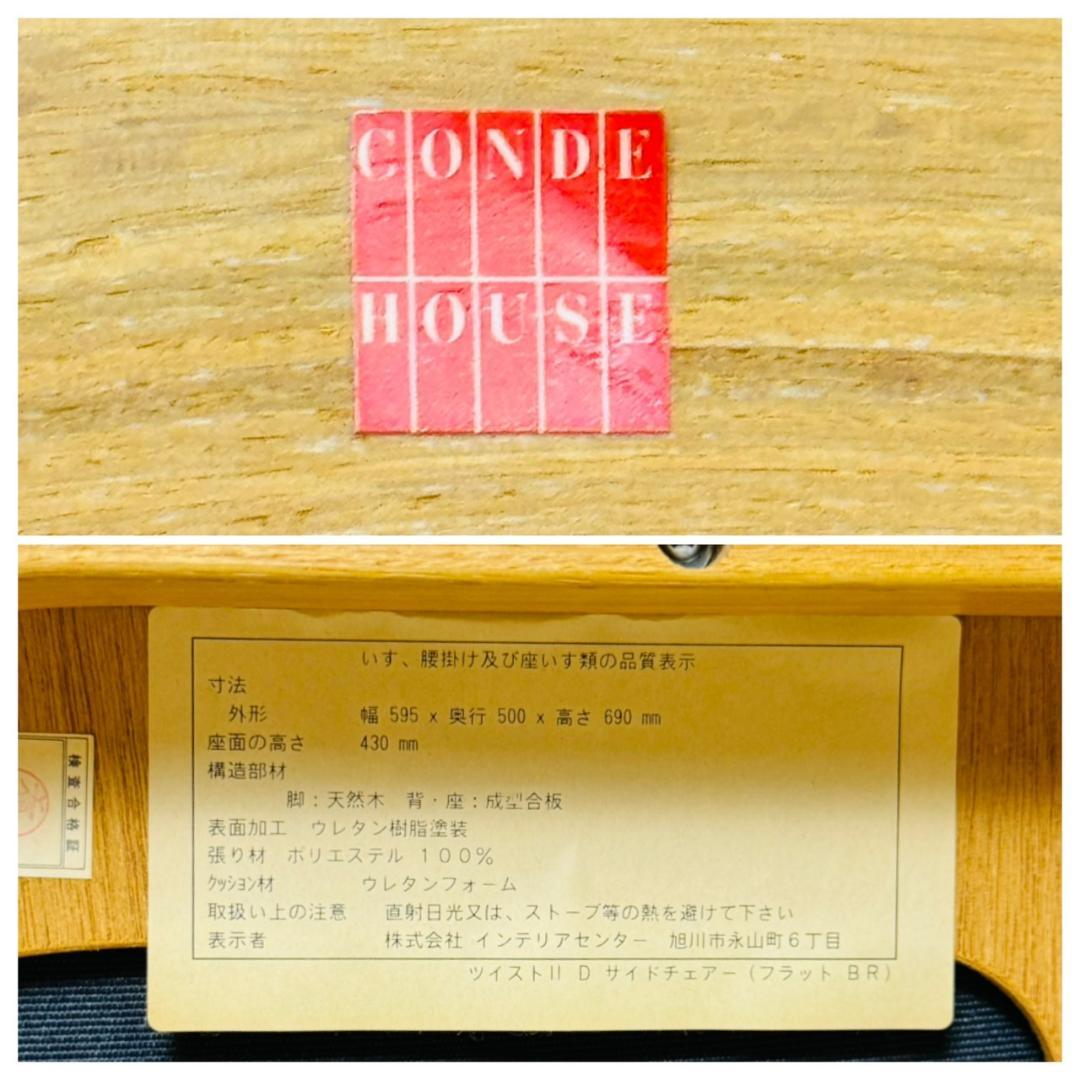 CONDE
HOUSE
いす、腰掛け及び座いす類の品質表示
寸法
外形 幅 595 x 奥行 500 x 高さ 690 mm
座面の高さ 430 mm
構造部材
脚：天然木 背・座：成型合板
表面加工 ウレタン樹脂塗装
張り材 ポリエステル １００％
ｸｯｼｮﾝ材 ウレタンフォーム
取扱い上の注意 直射日光又は、ストーブ等の熱を避けて下さい
表示者 株式会社 インテリアセンター 旭川市永山町６丁目
ツイストII D サイドチェアー（フラット ＢＲ）
検査合格証